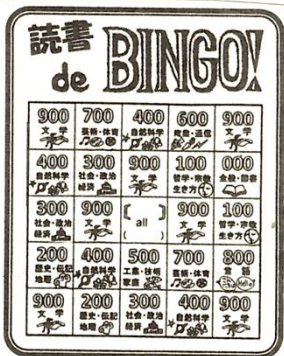 読書
de BINGO!
900 700 400 600 900
文学 芸術・体育 自然科学 文学
400 300 900 100 000
自然科学 社会・政治 経済 文学 哲学・宗教 生き方 全般・図書
300 900 [ all ] 900 100
社会・政治 経済 文学 ( ) 文学 哲学・宗教 生き方
200 400 500 700 800
歴史・伝記 地理 自然科学 工業・技術 家庭 芸術・体育 言語 Hello
900 200 300 400 900
文学 歴史・伝記 地理 社会・政治 経済 自然科学 文学